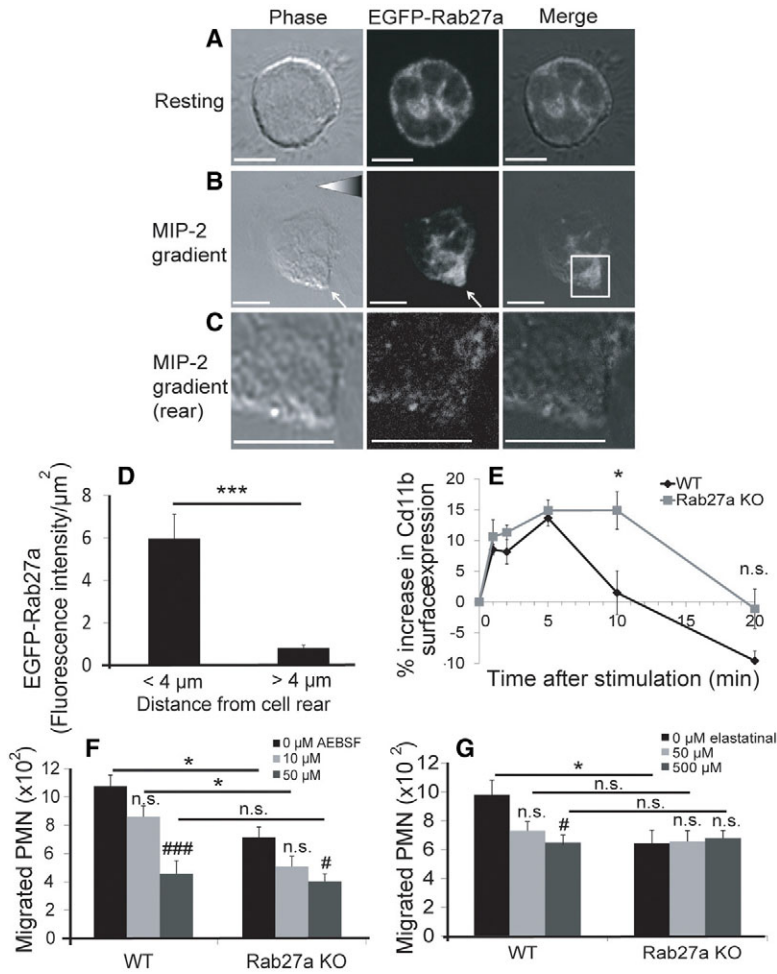 Phase EGFP-Rab27a Merge
A
Resting
B
MIP-2
gradient
C
MIP-2
gradient
(rear)
D
EGFP-Rab27a
(Fluorescence intensity/µm²)
8
6
4
2
0
***
< 4 µm > 4 µm
Distance from cell rear
E
% increase in Cd11b
surface expression
20
15
10
5
0
-5
-10
*
WT
Rab27a KO
n.s.
0 5 10 15 20
Time after stimulation (min)
F
Migrated PMN (x10²)
12
10
8
6
4
2
0
0 µM AEBSF
10 µM
50 µM
*
*
n.s.
n.s.
###
n.s.
#
WT Rab27a KO
G
Migrated PMN (x10²)
12
10
8
6
4
2
0
0 µM elastatinal
50 µM
500 µM
*
n.s.
n.s.
n.s.
#
n.s. n.s.
WT Rab27a KO